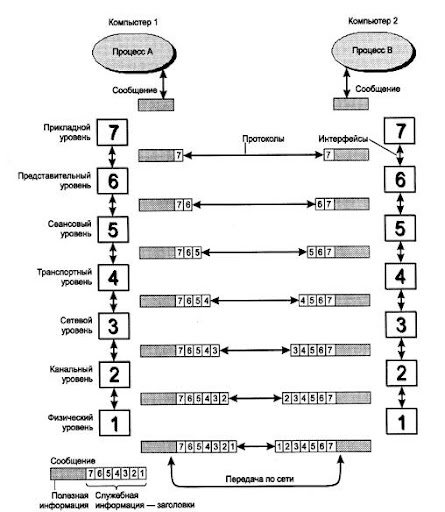 Компьютер 1
Компьютер 2
Процесс A
Процесс B
Сообщение
Сообщение
Прикладной уровень
7
Протоколы
Интерфейсы
7
7
7
Представительный уровень
6
7 6
6 7
6
Сеансовый уровень
5
7 6 5
5 6 7
5
Транспортный уровень
4
7 6 5 4
4 5 6 7
4
Сетевой уровень
3
7 6 5 4 3
3 4 5 6 7
3
Канальный уровень
2
7 6 5 4 3 2
2 3 4 5 6 7
2
Физический уровень
1
7 6 5 4 3 2 1
1 2 3 4 5 6 7
1
Сообщение
7 6 5 4 3 2 1
Передача по сети
Полезная информация
Служебная информация — заголовки